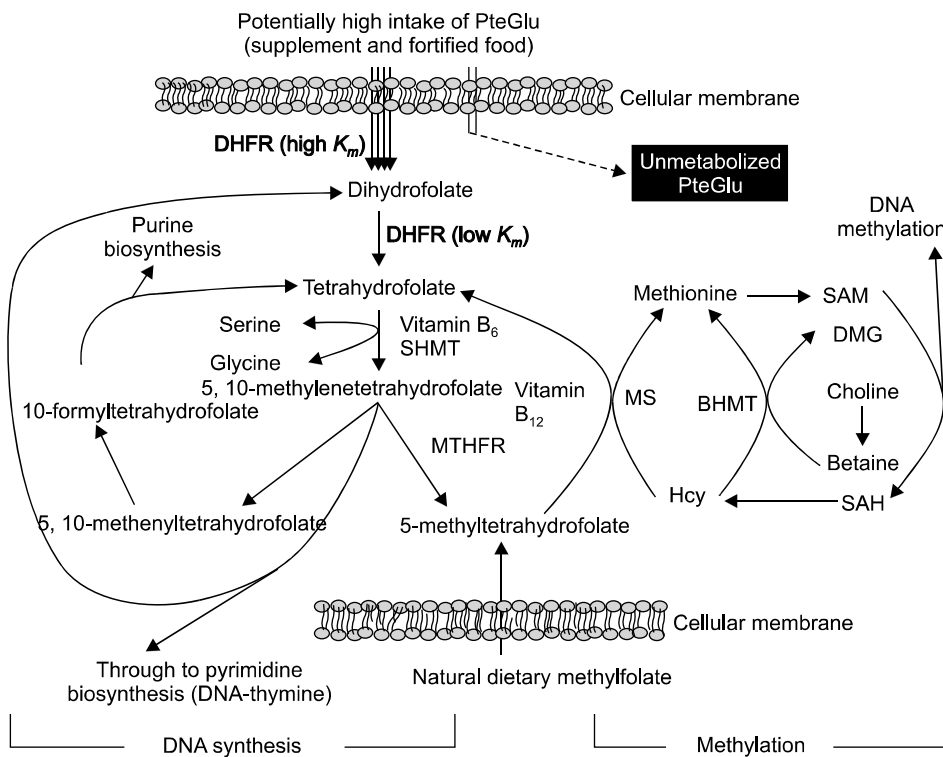 Potentially high intake of PteGlu
(supplement and fortified food)
Cellular membrane
DHFR (high Km)
Unmetabolized
PteGlu
Dihydrofolate
DNA
methylation
Purine
biosynthesis
DHFR (low Km)
Tetrahydrofolate
Methionine
SAM
Serine
Vitamin B6
SHMT
DMG
Glycine
5, 10-methylenetetrahydrofolate
Vitamin
B12
MS
BHMT
Choline
10-formyltetrahydrofolate
MTHFR
Betaine
Hcy
SAH
5, 10-methenyltetrahydrofolate
5-methyltetrahydrofolate
Cellular membrane
Through to pyrimidine
biosynthesis (DNA-thymine)
Natural dietary methylfolate
DNA synthesis
Methylation